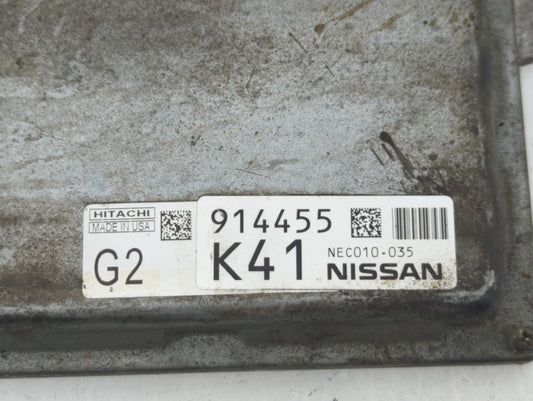 HITACHI
MADE IN USA
G2
914455
K41
NEC010-035
NISSAN